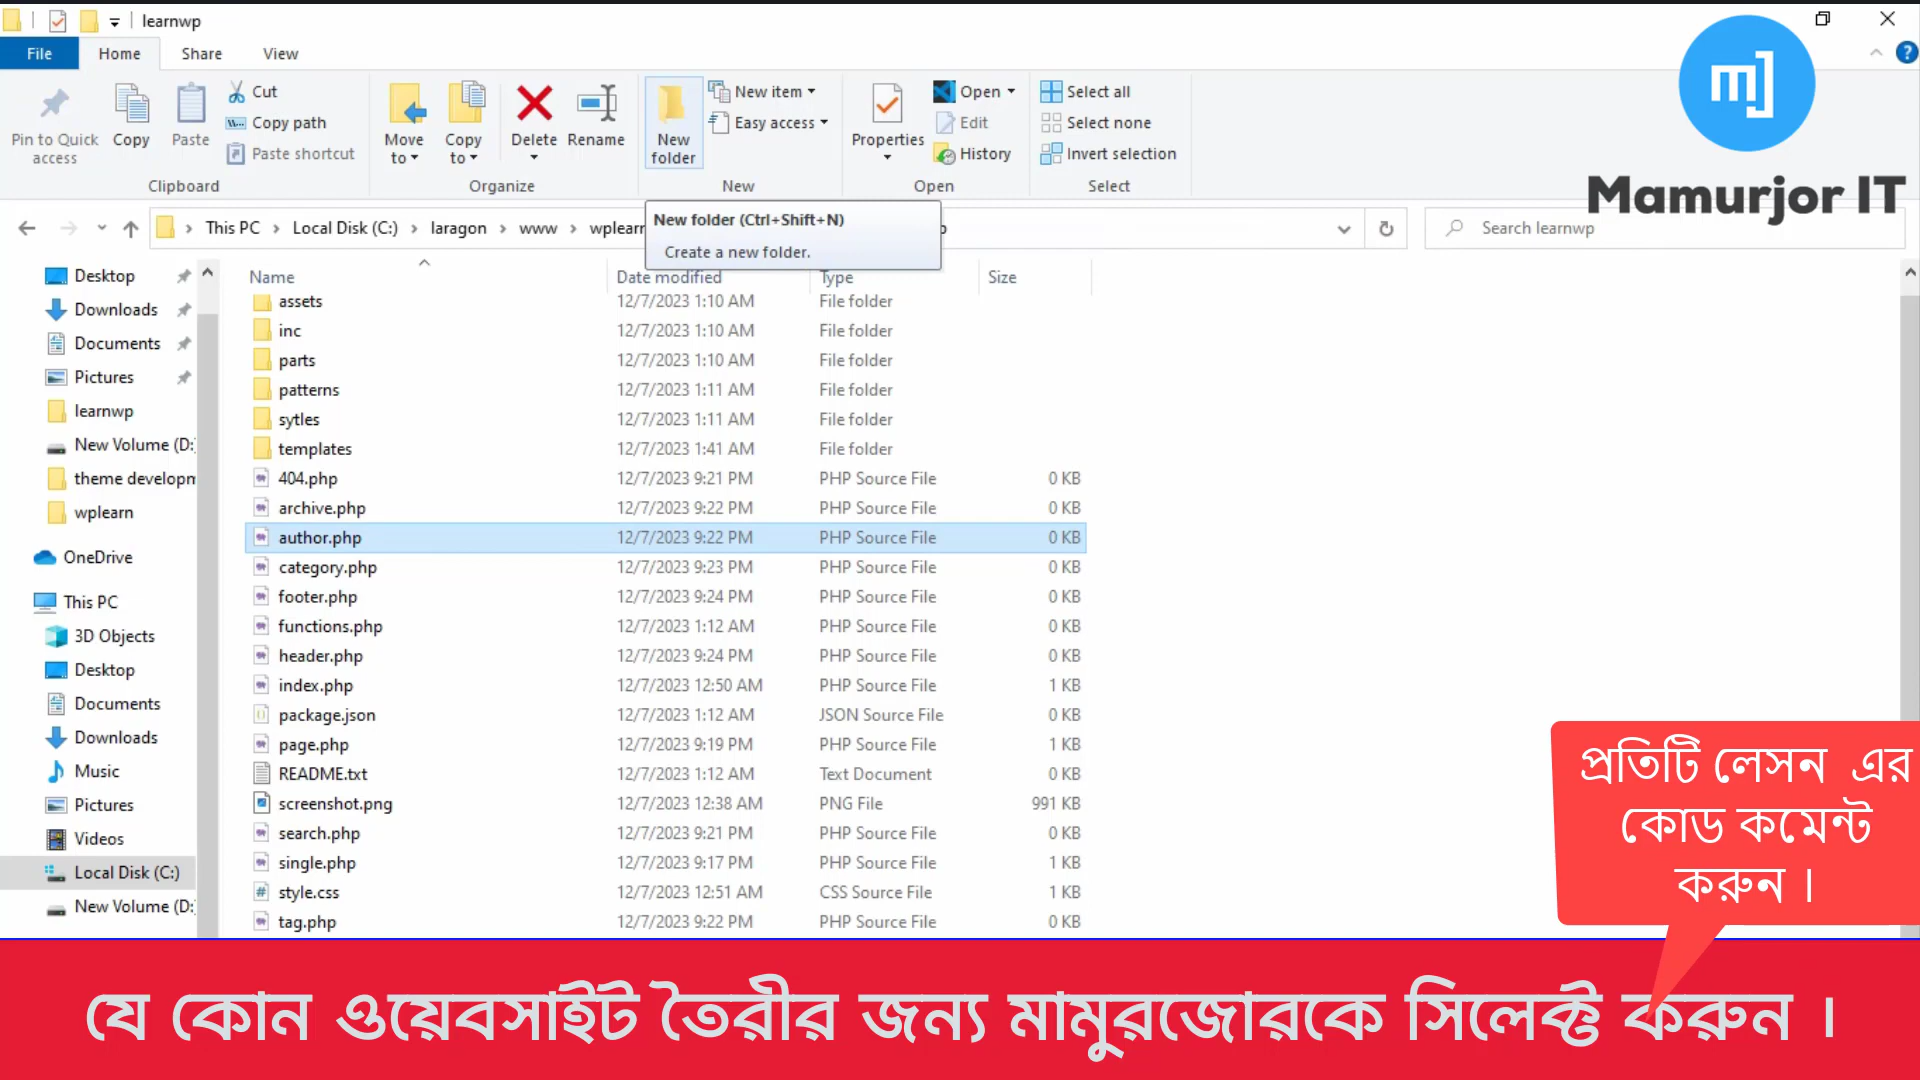 learnwp
File Home Share View
Pin to Quick access
Copy
Paste
Cut
Copy path
Paste shortcut
Clipboard
Move to
Copy to
Delete
Rename
Organize
New folder
New item
Easy access
New
Properties
Open
Edit
History
Open
Select all
Select none
Invert selection
Select
mj
Mamurjor IT
This PC > Local Disk (C:) > laragon > www > wplearn
Search learnwp
New folder (Ctrl+Shift+N)
Create a new folder.
Desktop
Downloads
Documents
Pictures
learnwp
New Volume (D:
theme developm
wplearn
OneDrive
This PC
3D Objects
Desktop
Documents
Downloads
Music
Pictures
Videos
Local Disk (C:)
New Volume (D:
Name Date modified Type Size
assets 12/7/2023 1:10 AM File folder
inc 12/7/2023 1:10 AM File folder
parts 12/7/2023 1:10 AM File folder
patterns 12/7/2023 1:11 AM File folder
sytles 12/7/2023 1:11 AM File folder
templates 12/7/2023 1:41 AM File folder
404.php 12/7/2023 9:21 PM PHP Source File 0 KB
archive.php 12/7/2023 9:22 PM PHP Source File 0 KB
author.php 12/7/2023 9:22 PM PHP Source File 0 KB
category.php 12/7/2023 9:23 PM PHP Source File 0 KB
footer.php 12/7/2023 9:24 PM PHP Source File 0 KB
functions.php 12/7/2023 1:12 AM PHP Source File 0 KB
header.php 12/7/2023 9:24 PM PHP Source File 0 KB
index.php 12/7/2023 12:50 AM PHP Source File 1 KB
package.json 12/7/2023 1:12 AM JSON Source File 0 KB
page.php 12/7/2023 9:19 PM PHP Source File 1 KB
README.txt 12/7/2023 1:12 AM Text Document 0 KB
screenshot.png 12/7/2023 12:38 AM PNG File 991 KB
search.php 12/7/2023 9:21 PM PHP Source File 0 KB
single.php 12/7/2023 9:17 PM PHP Source File 1 KB
style.css 12/7/2023 12:51 AM CSS Source File 1 KB
tag.php 12/7/2023 9:22 PM PHP Source File 0 KB
প্রতিটি লেসন এর
কোড কমেন্ট
করুন ।
যে কোন ওয়েবসাইট তৈরীর জন্য মামুরজোরকে সিলেক্ট করুন ।